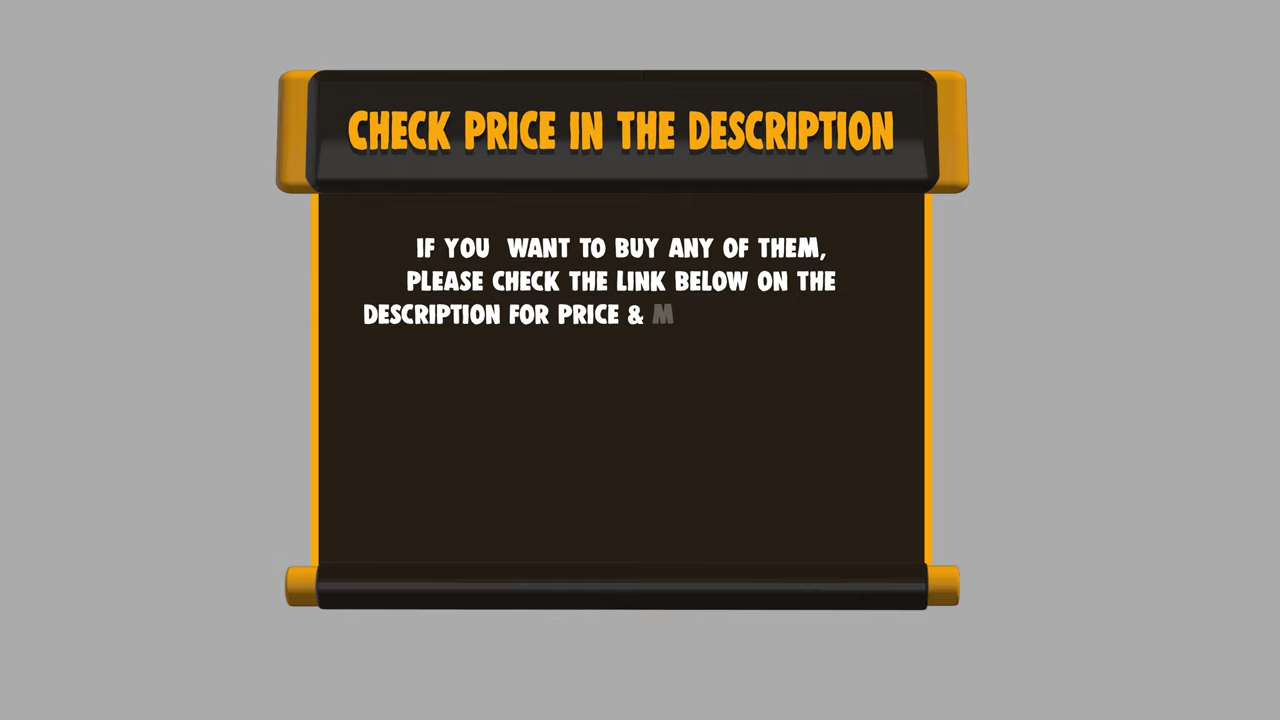 CHECK PRICE IN THE DESCRIPTION
IF YOU  WANT TO BUY ANY OF THEM,
PLEASE CHECK THE LINK BELOW ON THE
DESCRIPTION FOR PRICE & M